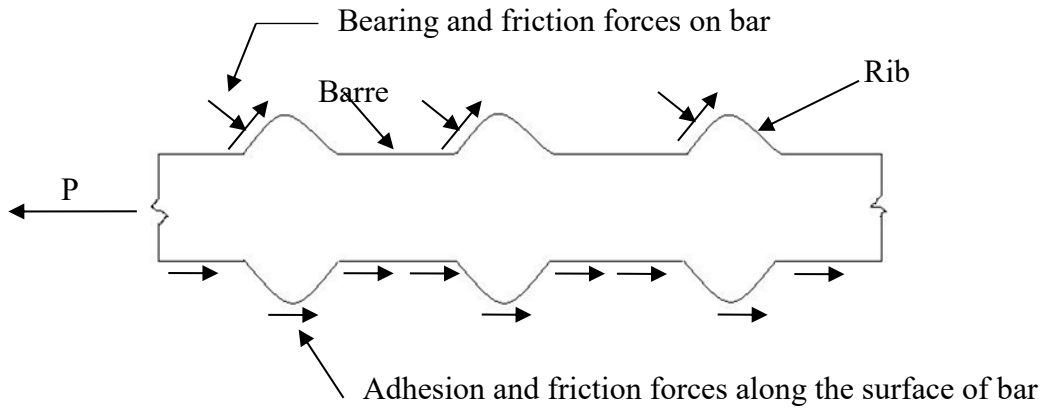 Bearing and friction forces on bar
Rib
Barre
P
Adhesion and friction forces along the surface of bar